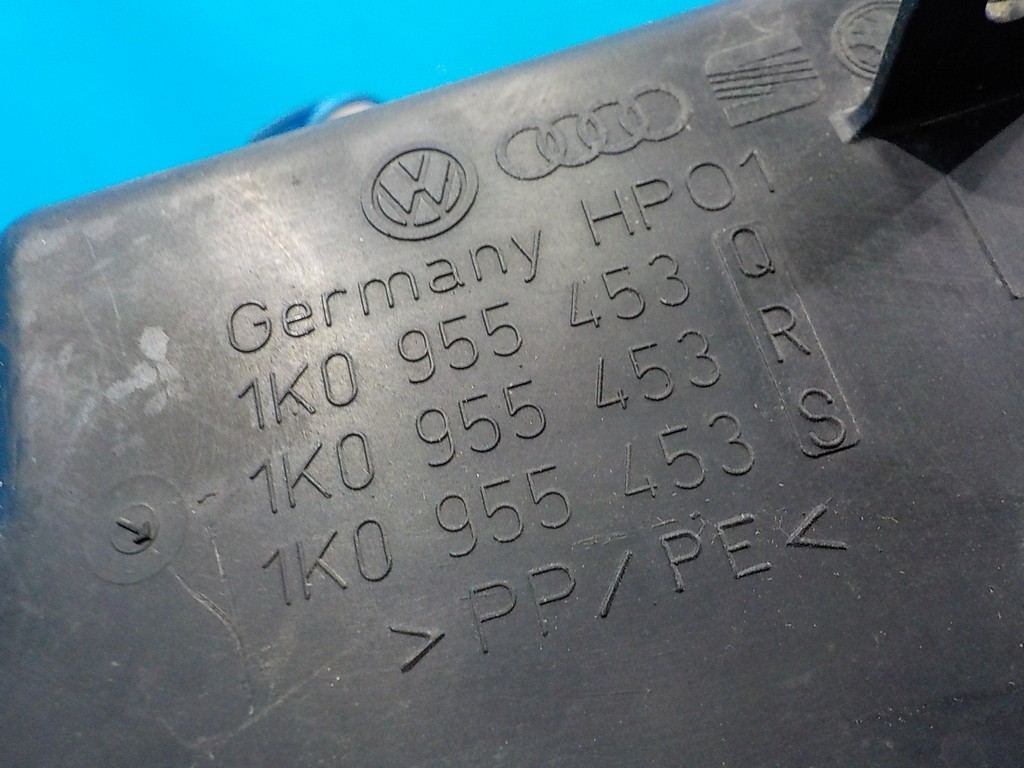 VW
Germany HP01
1K0 955 453 Q
1K0 955 453 R
1K0 955 453 S
>PP/PE<